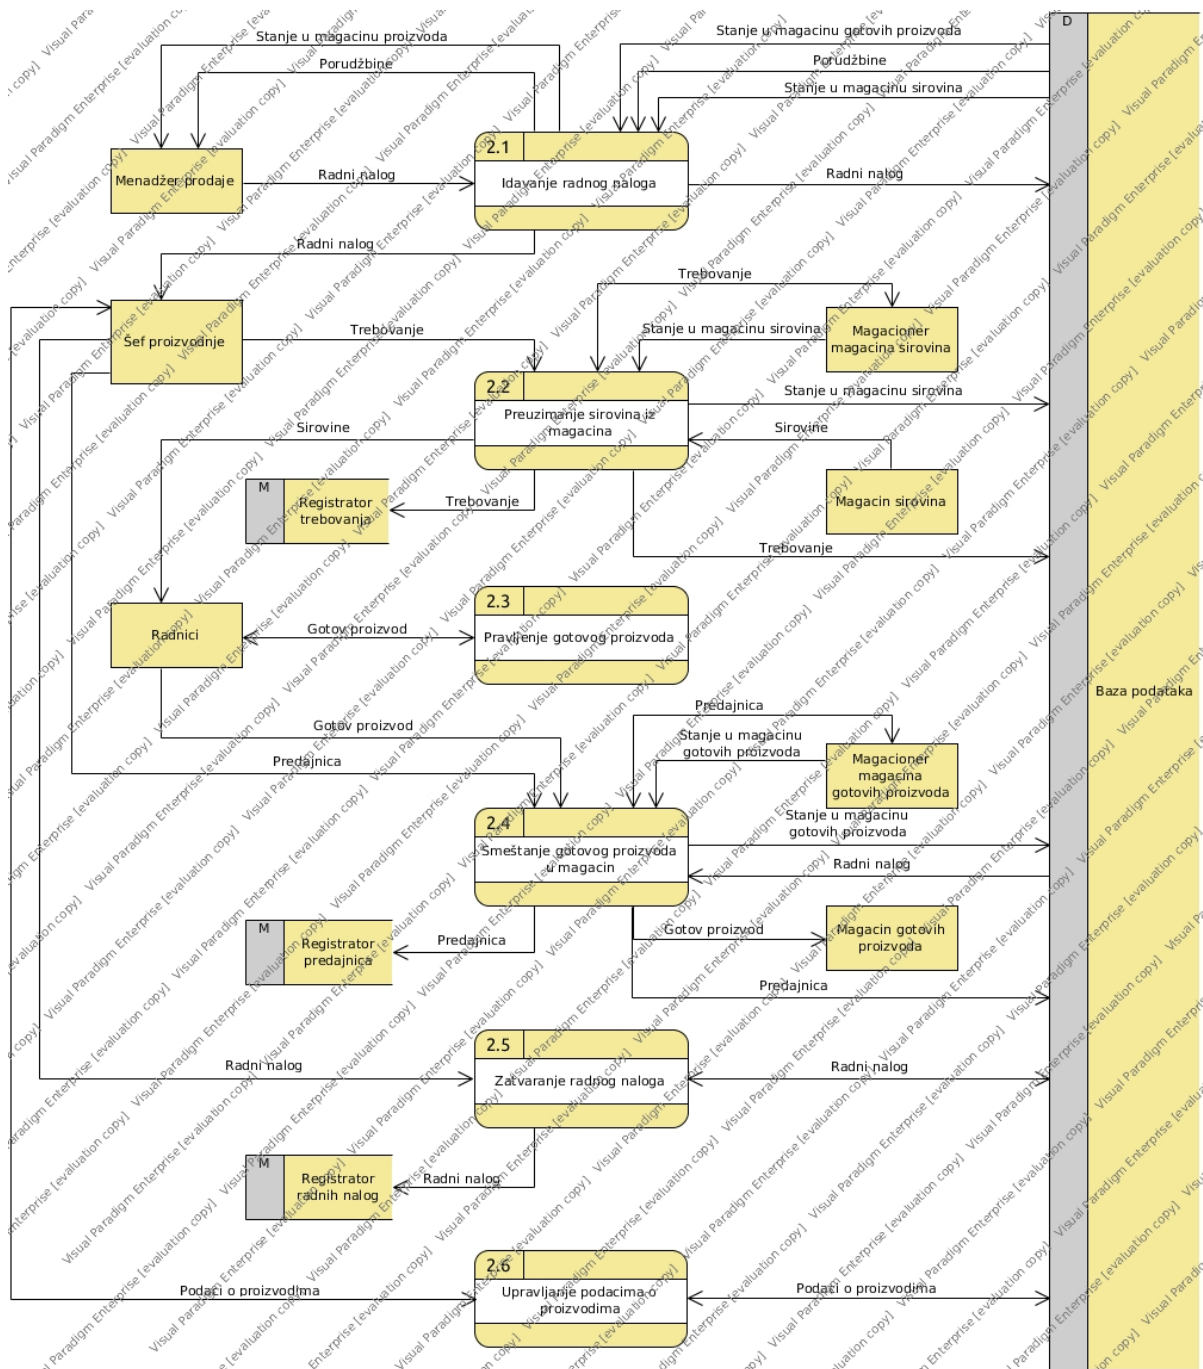 Stanje u magacinu proizvoda
Stanje u magacinu gotovih proizvoda
Porudžbine
Porudžbine
Stanje u magacinu sirovina
D
2.1
Menadžer prodaje
Radni nalog
Idavanje radnog naloga
Radni nalog
Radni nalog
Trebovanje
Šef proizvodnje
Trebovanje
Stanje u magacinu sirovina
Magacioner
magacina sirovina
2.2
Preuzimanje sirovina iz
magacina
Stanje u magacinu sirovina
Sirovine
Sirovine
M
Registrator
trebovanja
Trebovanje
Magacin sirovina
Trebovanje
2.3
Radnici
Gotov proizvod
Pravljenje gotovog proizvoda
Baza podataka
Predajnica
Gotov proizvod
Stanje u magacinu
gotovih proizvoda
Predajnica
Magacioner
magacina
gotovih proizvoda
2.4
Smeštanje gotovog proizvoda
u magacin
Stanje u magacinu
gotovih proizvoda
Radni nalog
M
Registrator
predajnica
Predajnica
Gotov proizvod
Magacin gotovih
proizvoda
Predajnica
2.5
Radni nalog
Zatvaranje radnog naloga
Radni nalog
M
Registrator
radnih nalog
Radni nalog
2.6
Podaci o proizvodima
Upravljanje podacima o
proizvodima
Podaci o proizvodima
Visual Paradigm Enterprise [evaluation copy]